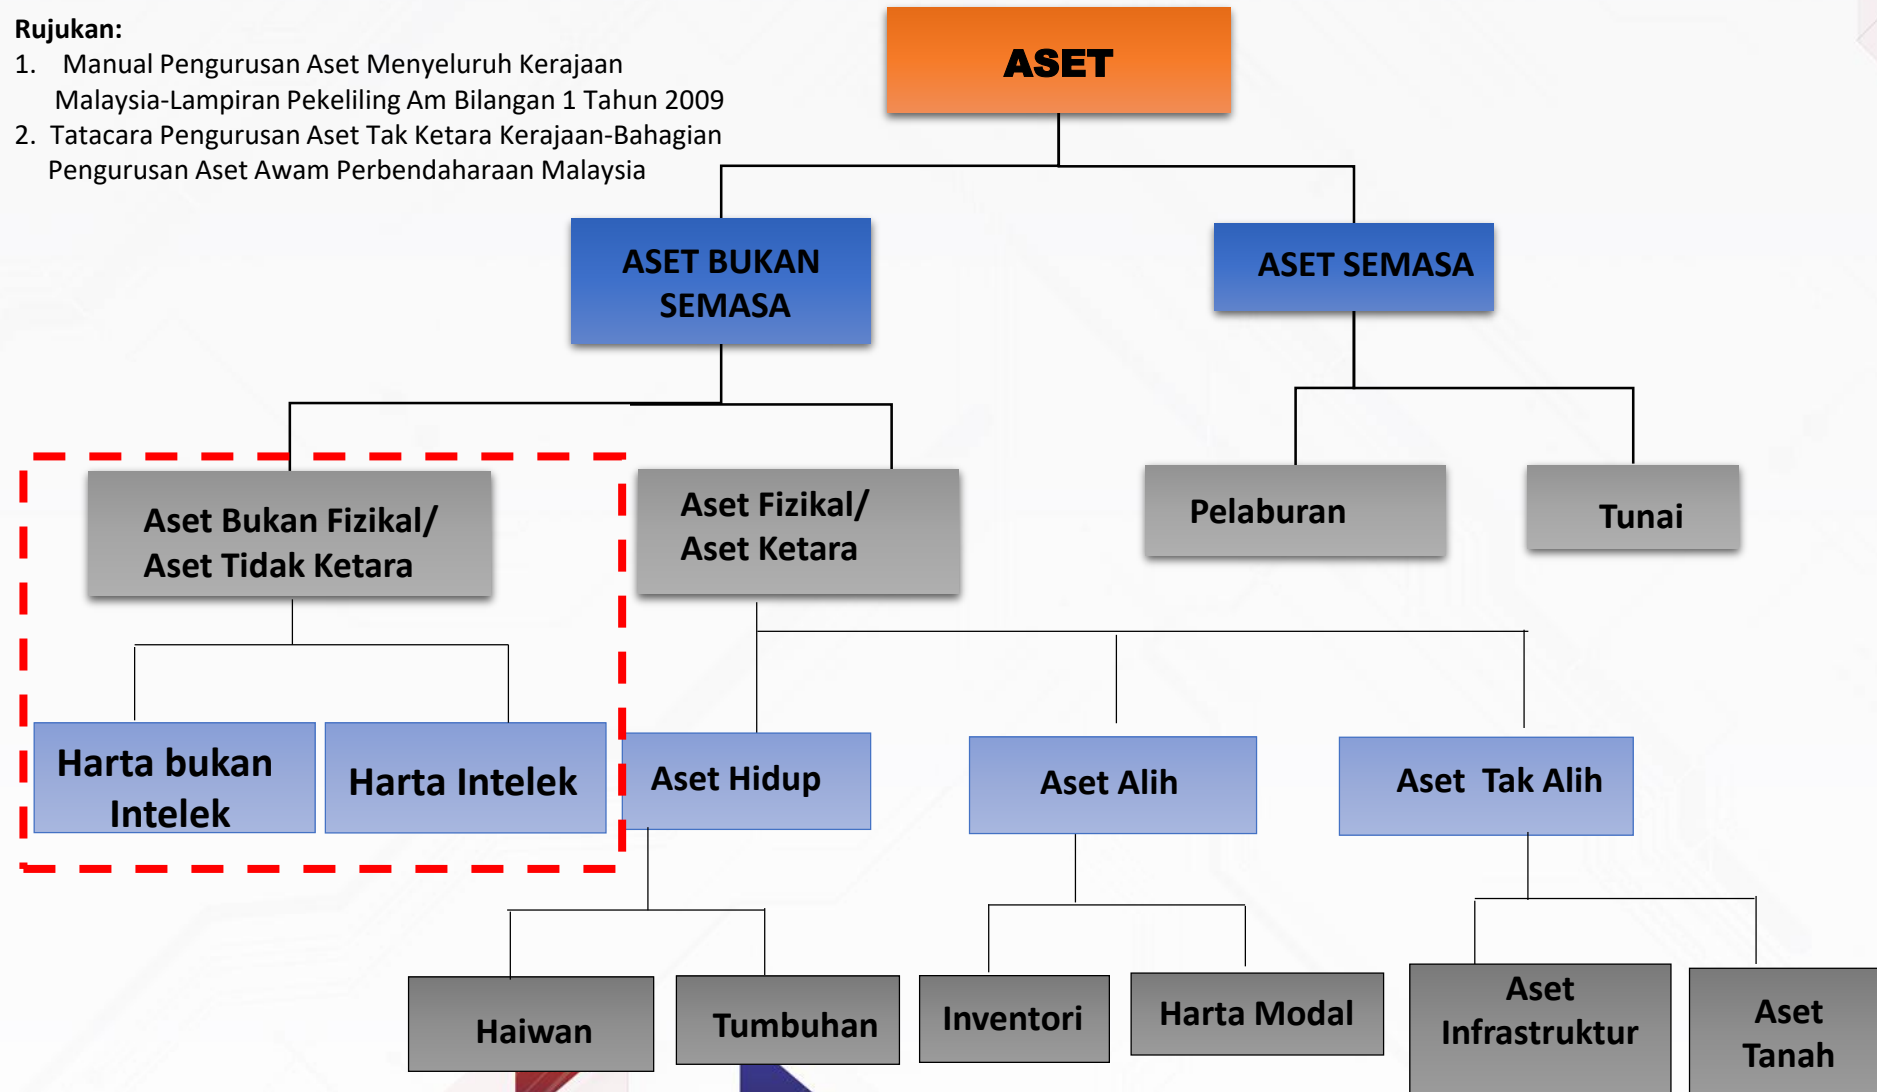 Rujukan:
1. Manual Pengurusan Aset Menyeluruh Kerajaan
Malaysia-Lampiran Pekeliling Am Bilangan 1 Tahun 2009
2. Tatacara Pengurusan Aset Tak Ketara Kerajaan-Bahagian
Pengurusan Aset Awam Perbendaharaan Malaysia
ASET
ASET BUKAN
SEMASA
ASET SEMASA
Aset Bukan Fizikal/
Aset Tidak Ketara
Aset Fizikal/
Aset Ketara
Pelaburan
Tunai
Harta bukan
Intelek
Harta Intelek
Aset Hidup
Aset Alih
Aset Tak Alih
Haiwan
Tumbuhan
Inventori
Harta Modal
Aset
Infrastruktur
Aset
Tanah